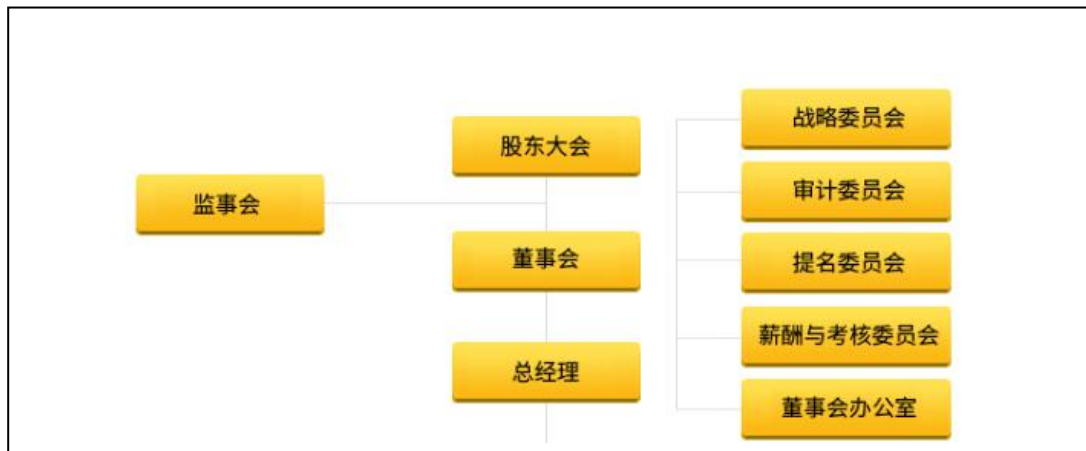 战略委员会
股东大会
审计委员会
监事会
董事会
提名委员会
薪酬与考核委员会
总经理
董事会办公室